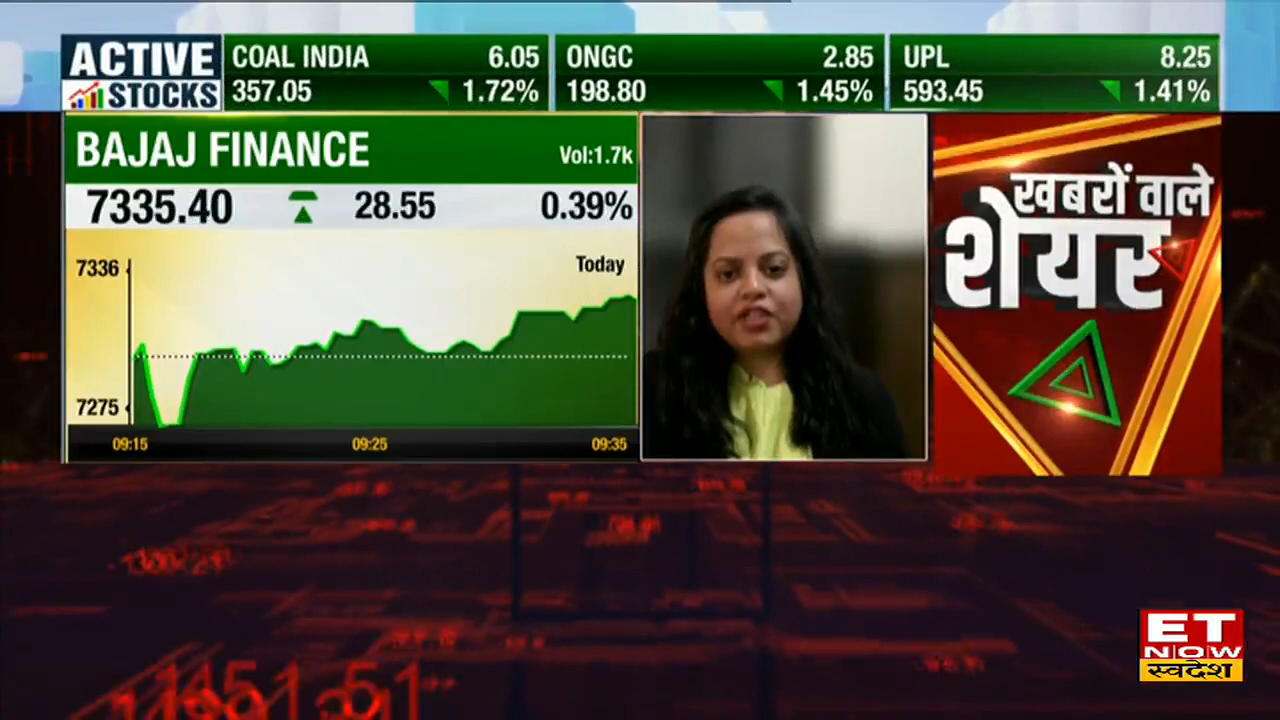 ACTIVE STOCKS
COAL INDIA 6.05
357.05 1.72%
ONGC 2.85
198.80 1.45%
UPL 8.25
593.45 1.41%
BAJAJ FINANCE Vol:1.7k
7335.40 28.55 0.39%
7336 Today
7275
09:15 09:25 09:35
खबरों वाले
शेयर
ET
NOW
स्वदेश